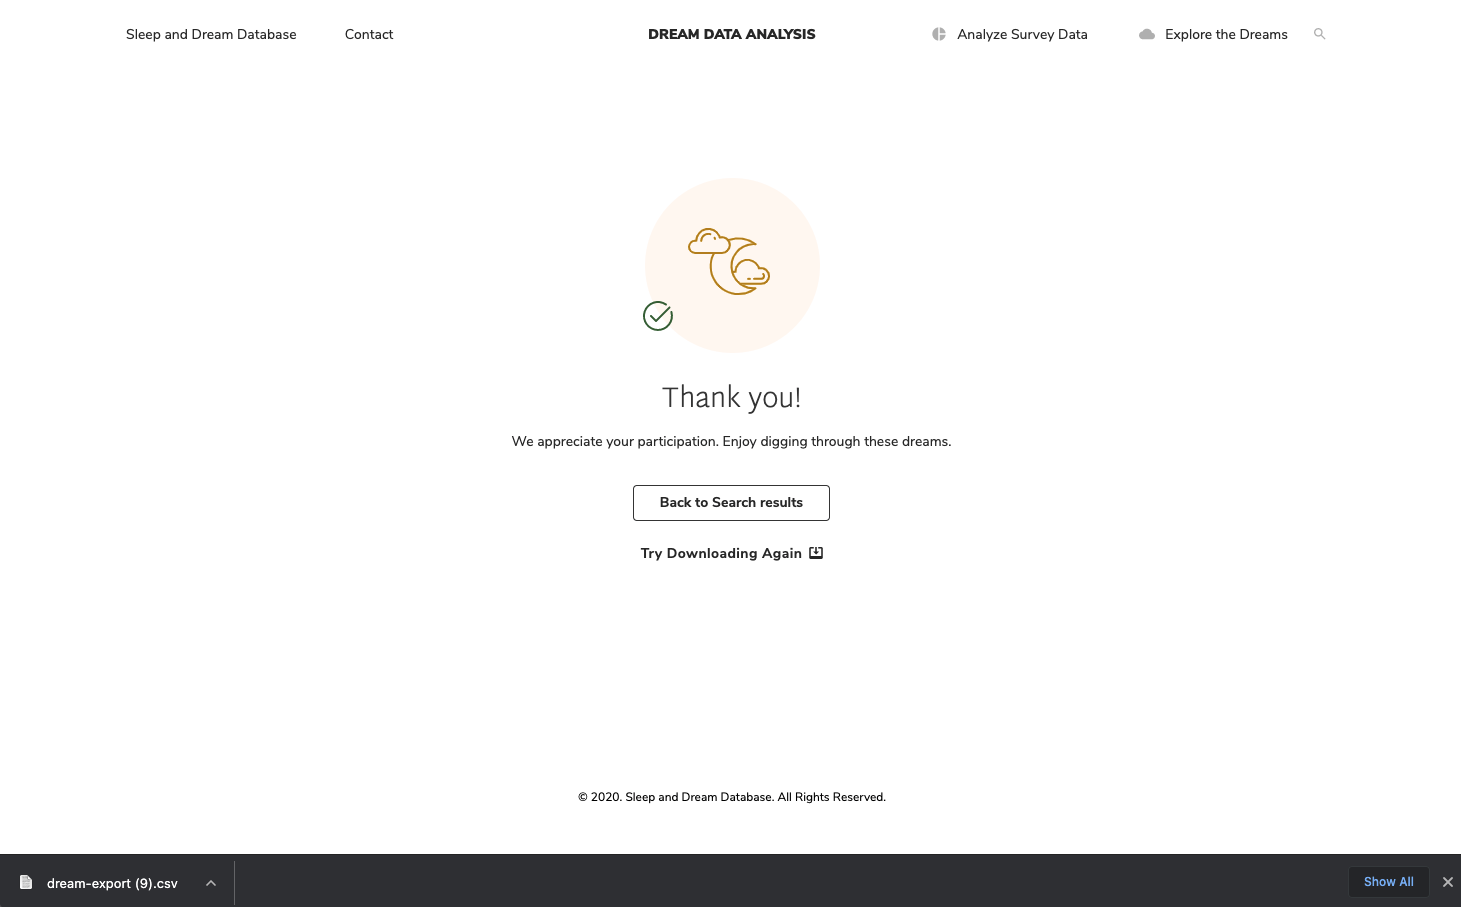 Sleep and Dream Database
Contact
DREAM DATA ANALYSIS
Analyze Survey Data
Explore the Dreams
Thank you!
We appreciate your participation. Enjoy digging through these dreams.
Back to Search results
Try Downloading Again
© 2020. Sleep and Dream Database. All Rights Reserved.
dream-export (9).csv
Show All